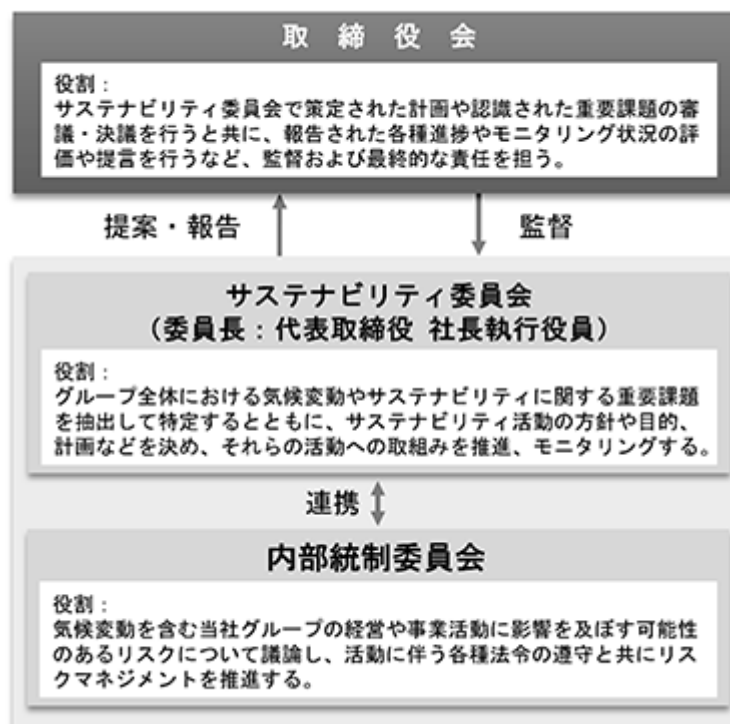 取締役会
役割：
サステナビリティ委員会で策定された計画や認識された重要課題の審
議・決議を行うと共に、報告された各種進捗やモニタリング状況の評
価や提言を行うなど、監督および最終的な責任を担う。
提案・報告
監督
サステナビリティ委員会
（委員長：代表取締役 社長執行役員）
役割：
グループ全体における気候変動やサステナビリティに関する重要課題
を抽出して特定するとともに、サステナビリティ活動の方針や目的、
計画などを決め、それらの活動への取組みを推進、モニタリングする。
連携
内部統制委員会
役割：
気候変動を含む当社グループの経営や事業活動に影響を及ぼす可能性
のあるリスクについて議論し、活動に伴う各種法令の遵守と共にリス
クマネジメントを推進する。